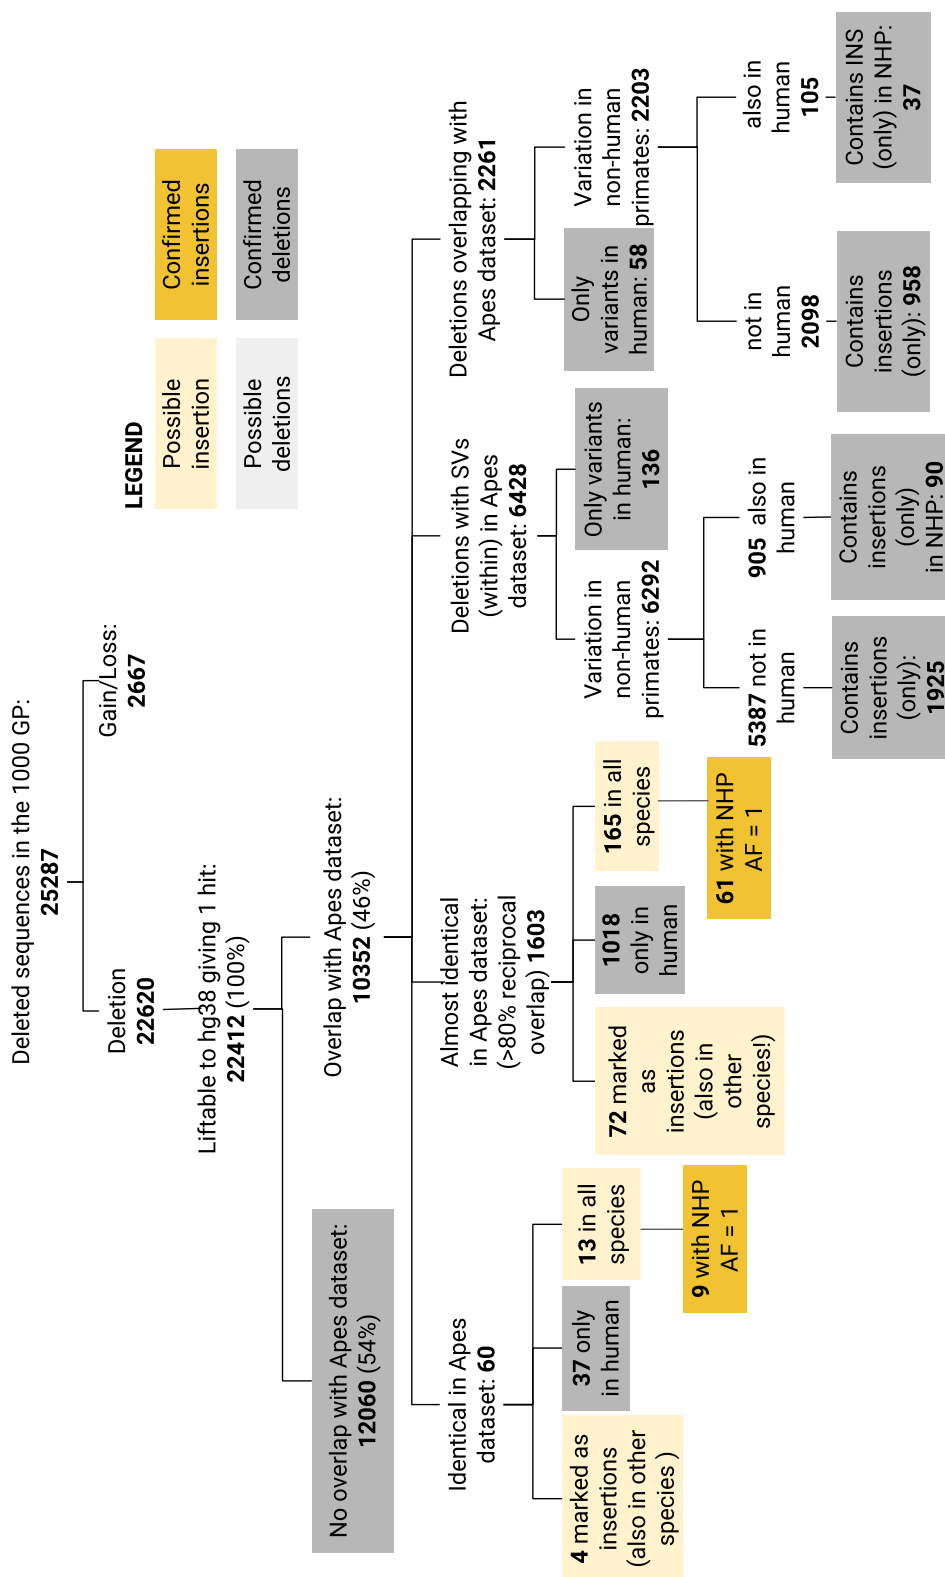 Deleted sequences in the 1000 GP:
25287
Deletion
22620
Gain/Loss:
2667
LEGEND
Possible
insertion
Confirmed
insertions
Possible
deletions
Confirmed
deletions
Liftable to hg38 giving 1 hit:
22412 (100%)
No overlap with Apes dataset:
12060 (54%)
Overlap with Apes dataset:
10352 (46%)
Identical in Apes
dataset: 60
Almost identical
in Apes dataset:
(>80% reciprocal
overlap) 1603
Deletions with SVs
(within) in Apes
dataset: 6428
Deletions overlapping with
Apes dataset: 2261
4 marked as
insertions
(also in other
species )
37 only
in human
13 in all
species
9 with NHP
AF = 1
72 marked
as
insertions
(also in
other
species!)
1018
only in
human
165 in all
species
61 with NHP
AF = 1
Variation in
non-human
primates: 6292
Only variants
in human:
136
5387 not in
human
905 also in
human
Contains
insertions
(only):
1925
Contains
insertions
(only)
in NHP: 90
Only
variants in
human: 58
Variation in
non-human
primates: 2203
not in
human
2098
also in
human
105
Contains
insertions
(only): 958
Contains INS
(only) in NHP:
37